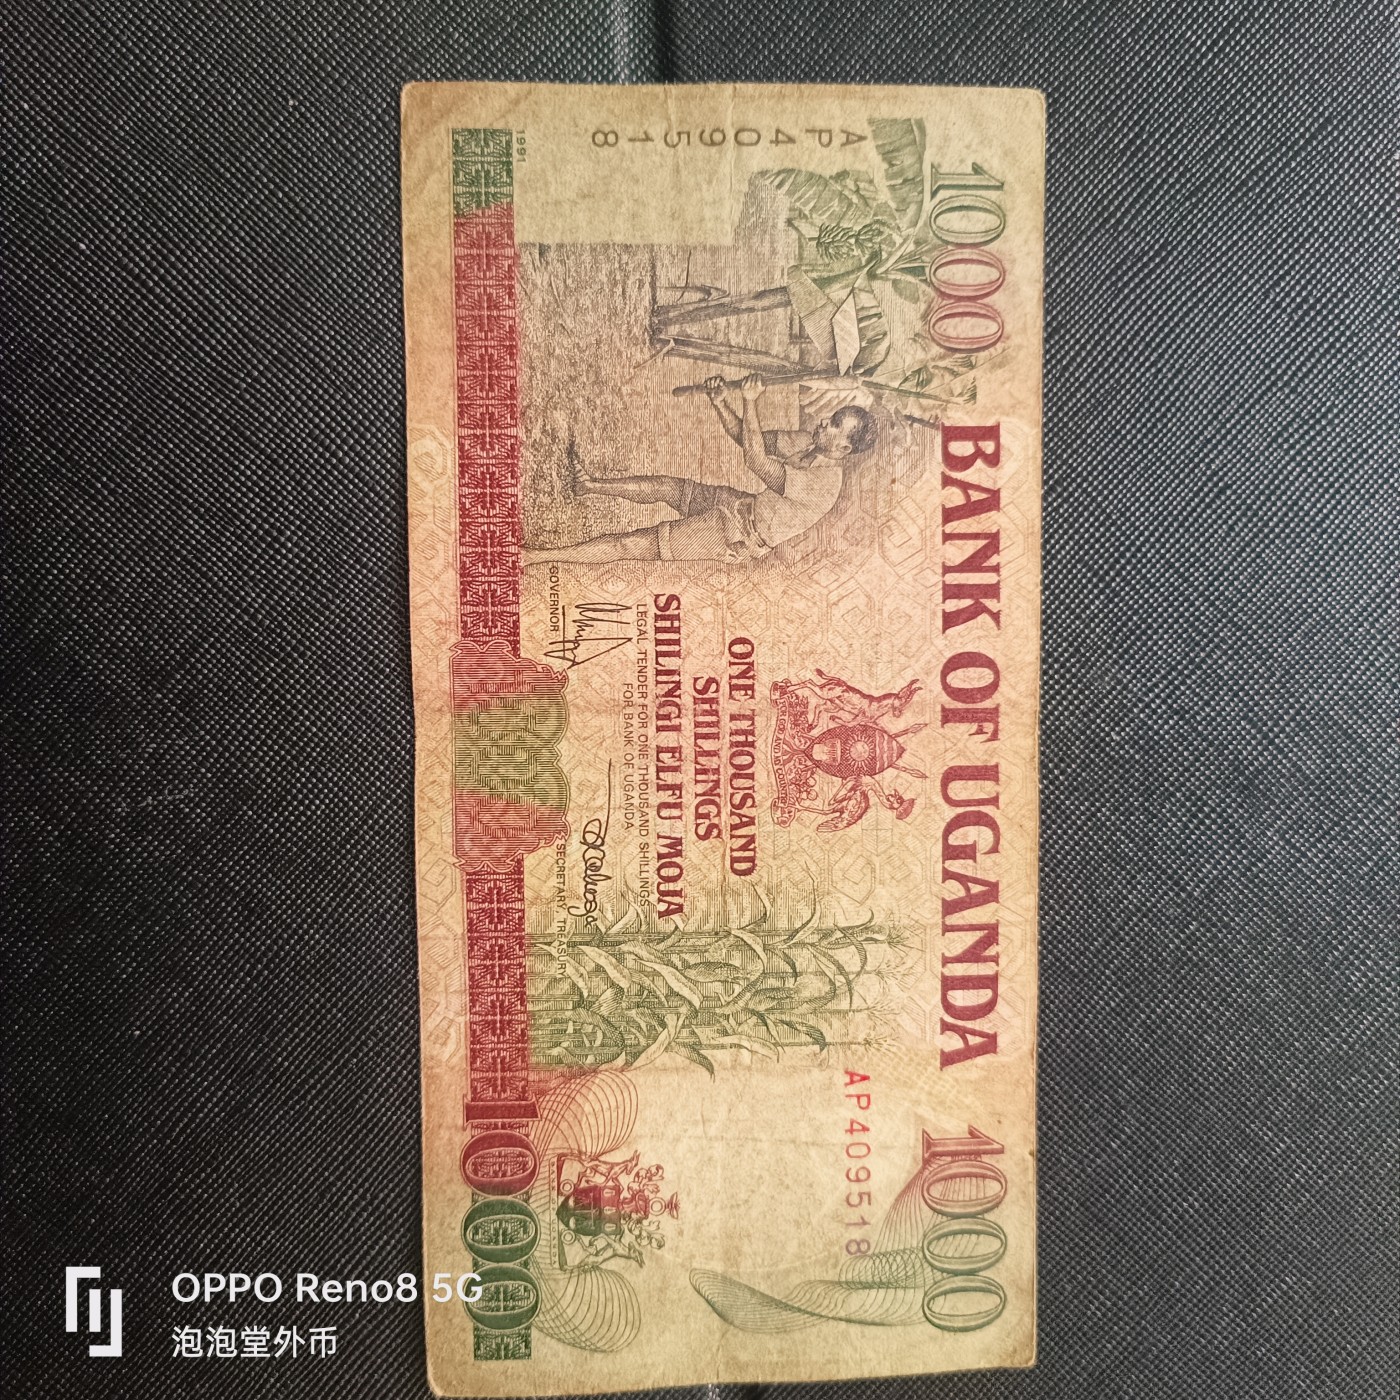 1000 BANK OF UGANDA 1000
AP409518
AP409518
ONE THOUSAND
SHILLINGS
SHILINGI ELFU MOJA
LEGAL TENDER FOR ONE THOUSAND SHILLINGS
FOR BANK OF UGANDA
GOVERNOR
SECRETARY, TREASURY
1991
1000
OPPO Reno8 5G
泡泡堂外币